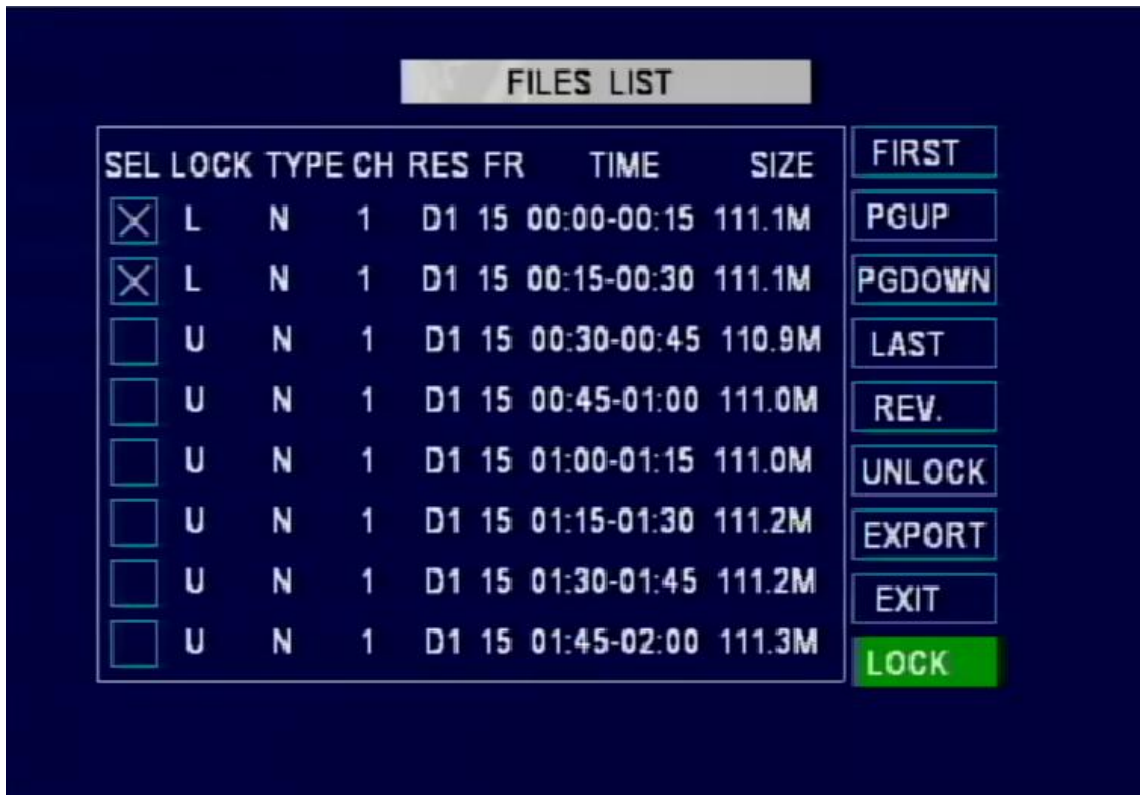 FILES LIST
SEL LOCK TYPE CH RES FR TIME SIZE
L N 1 D1 15 00:00-00:15 111.1M
L N 1 D1 15 00:15-00:30 111.1M
U N 1 D1 15 00:30-00:45 110.9M
U N 1 D1 15 00:45-01:00 111.0M
U N 1 D1 15 01:00-01:15 111.0M
U N 1 D1 15 01:15-01:30 111.2M
U N 1 D1 15 01:30-01:45 111.2M
U N 1 D1 15 01:45-02:00 111.3M
FIRST
PGUP
PGDOWN
LAST
REV.
UNLOCK
EXPORT
EXIT
LOCK